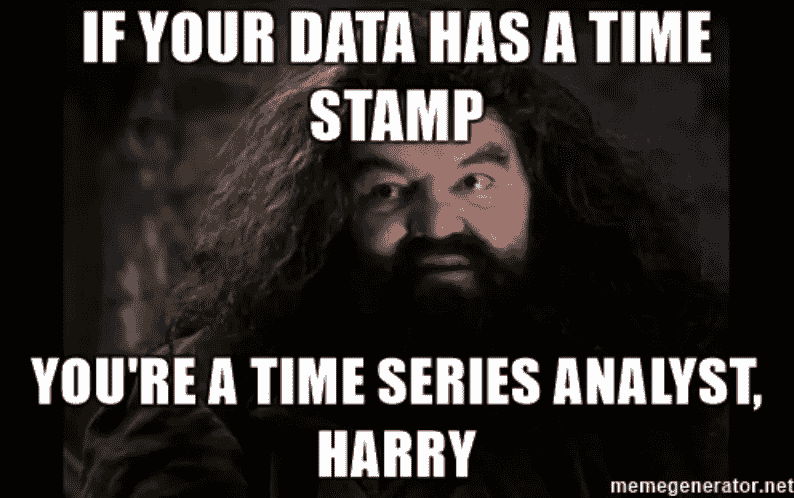 IF YOUR DATA HAS A TIME
STAMP
YOU'RE A TIME SERIES ANALYST,
HARRY
memegenerator.net